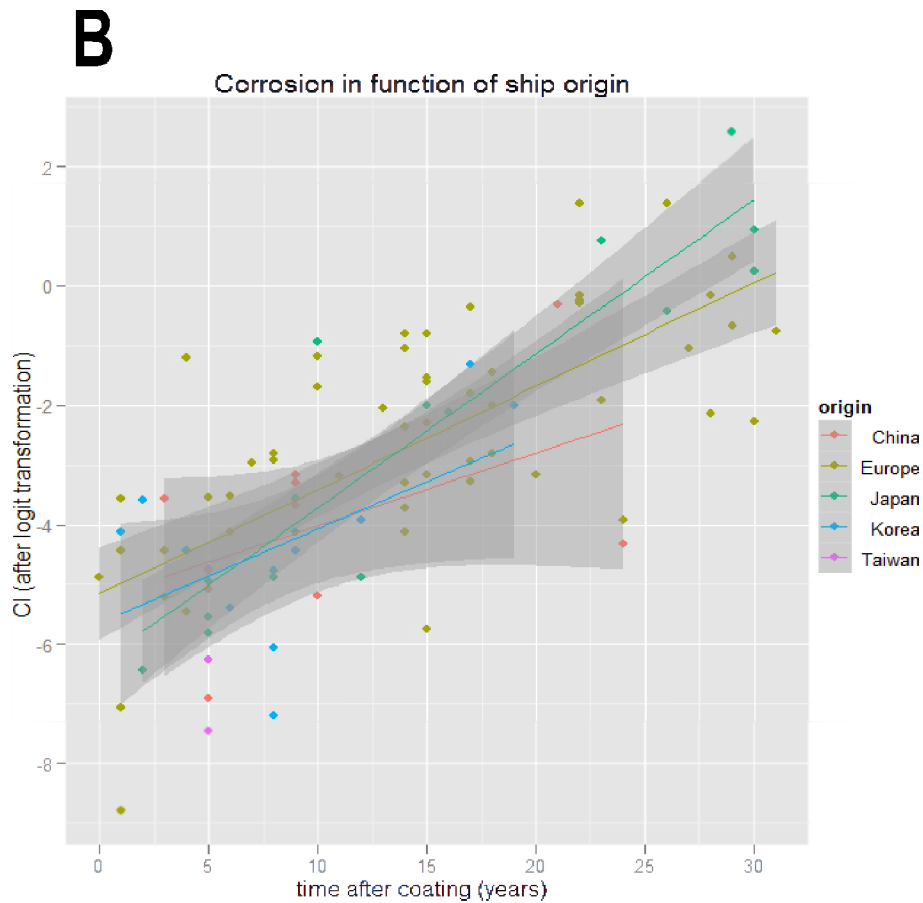 B
Corrosion in function of ship origin
CI (after logit transformation)
2
0
-2
-4
-6
-8
0 5 10 15 20 25 30
time after coating (years)
origin
China
Europe
Japan
Korea
Taiwan